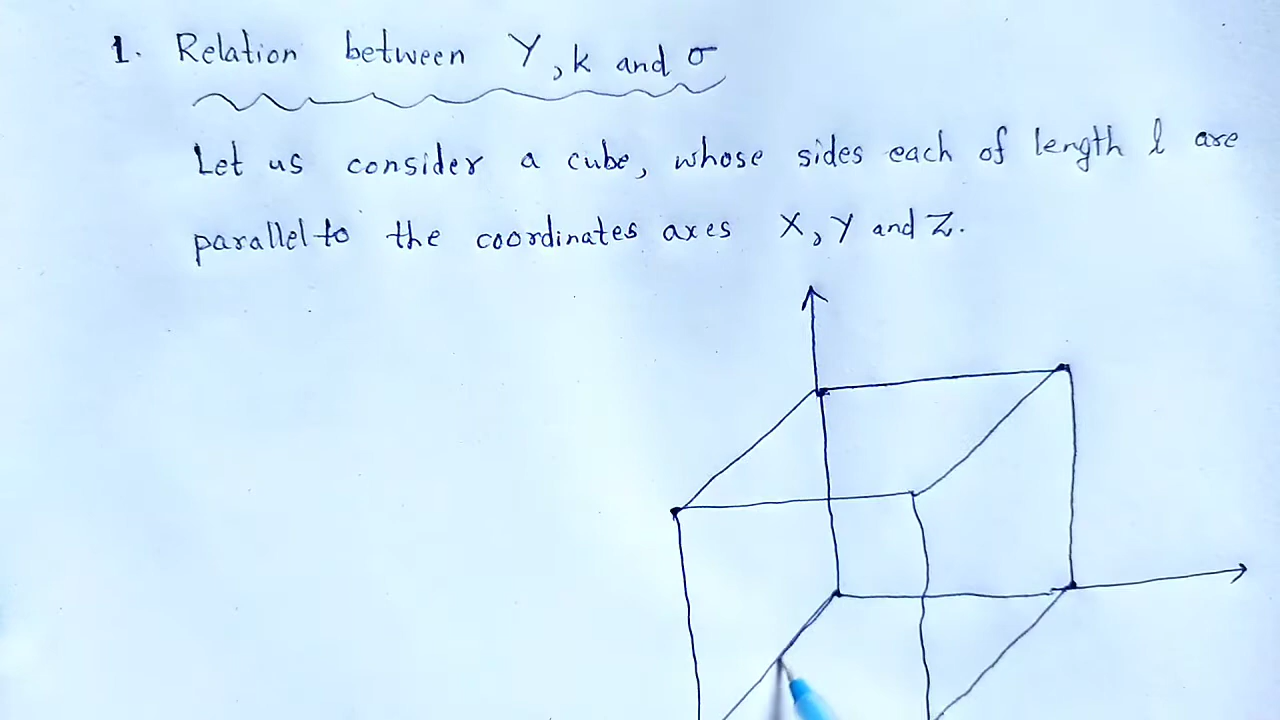 1. Relation between Y, k and σ
Let us consider a cube, whose sides each of length l are
parallel to the coordinates axes X, Y and Z.